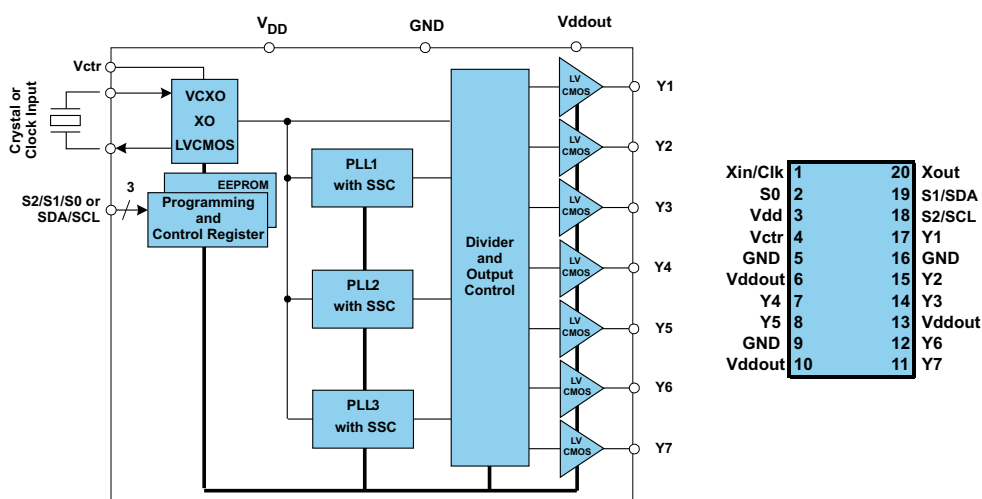 V_DD
GND
Vddout
Vctr
Crystal or
Clock Input
VCXO
XO
LVCMOS
EEPROM
Programming
and
Control Register
S2/S1/S0 or
SDA/SCL
3
PLL1
with SSC
PLL2
with SSC
PLL3
with SSC
Divider
and
Output
Control
LV
CMOS
Y1
LV
CMOS
Y2
LV
CMOS
Y3
LV
CMOS
Y4
LV
CMOS
Y5
LV
CMOS
Y6
LV
CMOS
Y7
Xin/Clk 1 20 Xout
S0 2 19 S1/SDA
Vdd 3 18 S2/SCL
Vctr 4 17 Y1
GND 5 16 GND
Vddout 6 15 Y2
Y4 7 14 Y3
Y5 8 13 Vddout
GND 9 12 Y6
Vddout 10 11 Y7